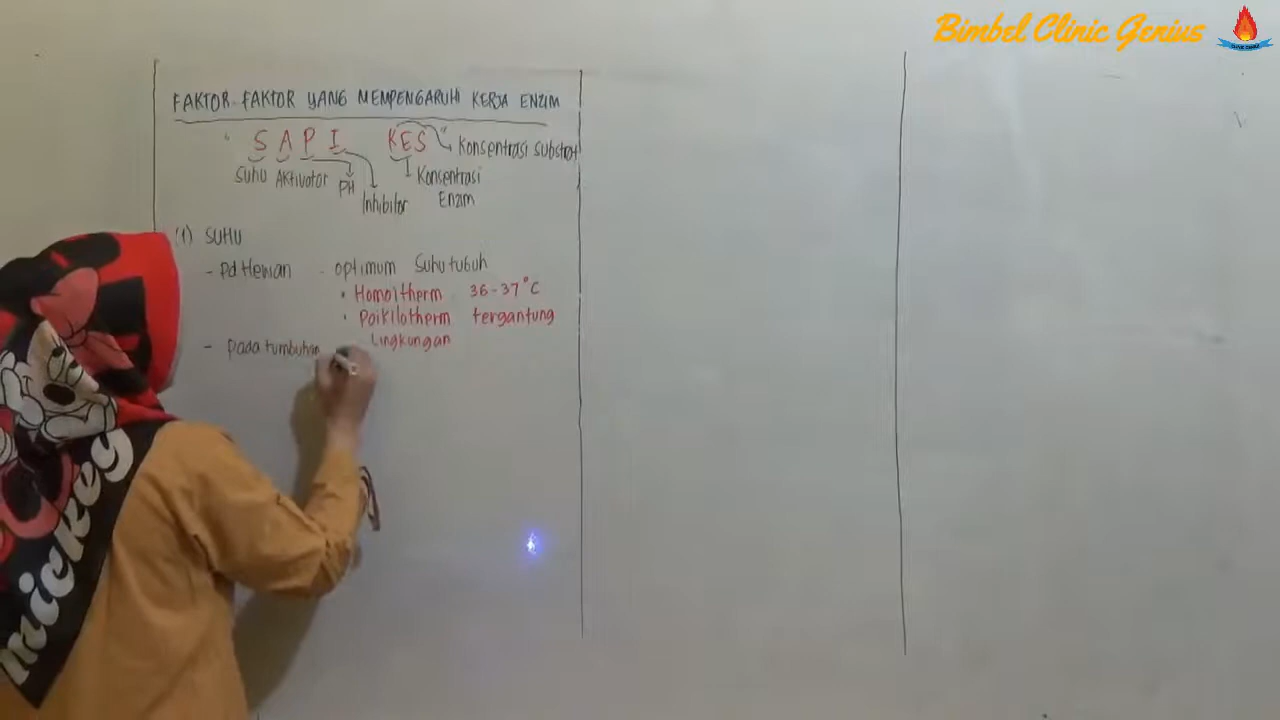 Bimbel Clinic Genius
FAKTOR-FAKTOR YANG MEMPENGARUHI KERJA ENZIM
" S A P I KES "
Konsentrasi Substrat
Suhu Aktivator PH Inhibitor
Konsentrasi
Enzim
(1) SUHU
- Pd Hewan - optimum Suhu tubuh
• Homoitherm 36-37°C
• Poikilotherm tergantung
Lingkungan
- pada tumbuhan
mickey